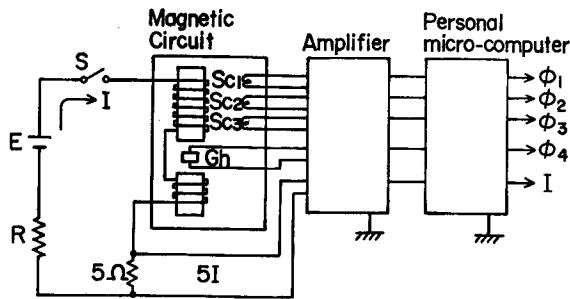 Magnetic
Circuit
Amplifier
Personal
micro-computer
S
I
E
R
Sc1
Sc2
Sc3
Gh
5Ω
5I
ϕ1
ϕ2
ϕ3
ϕ4
I